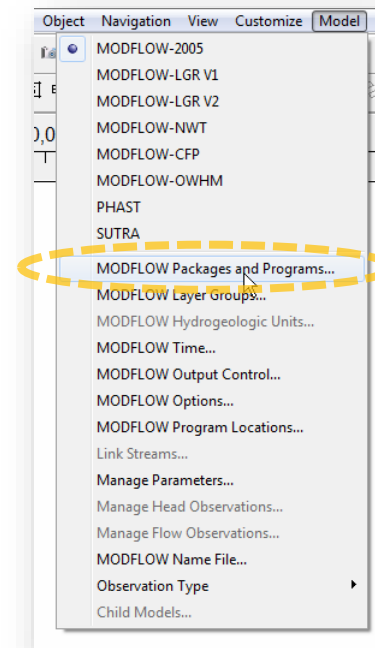 Object Navigation View Customize Model
MODFLOW-2005
MODFLOW-LGR V1
MODFLOW-LGR V2
MODFLOW-NWT
0,0
MODFLOW-CFP
MODFLOW-OWHM
PHAST
SUTRA
MODFLOW Packages and Programs...
MODFLOW Layer Groups...
MODFLOW Hydrogeologic Units...
MODFLOW Time...
MODFLOW Output Control...
MODFLOW Options...
MODFLOW Program Locations...
Link Streams...
Manage Parameters...
Manage Head Observations...
Manage Flow Observations...
MODFLOW Name File...
Observation Type
Child Models...